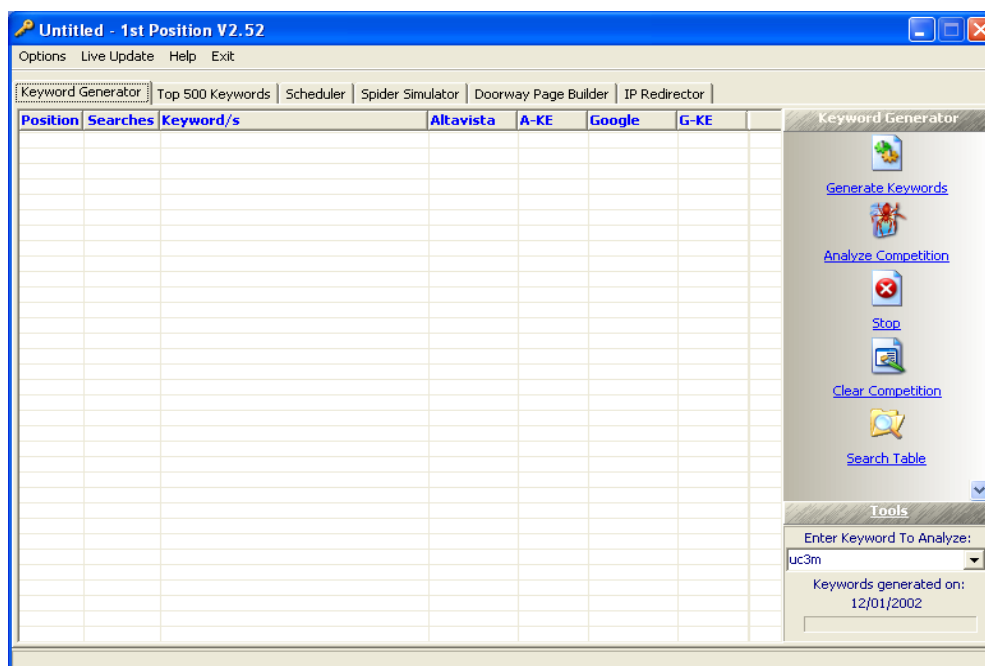 Untitled - 1st Position V2.52
Options Live Update Help Exit
Keyword Generator Top 500 Keywords Scheduler Spider Simulator Doorway Page Builder IP Redirector
Position Searches Keyword/s Altavista A-KE Google G-KE
Keyword Generator
Generate Keywords
Analyze Competition
Stop
Clear Competition
Search Table
Tools
Enter Keyword To Analyze:
uc3m
Keywords generated on:
12/01/2002